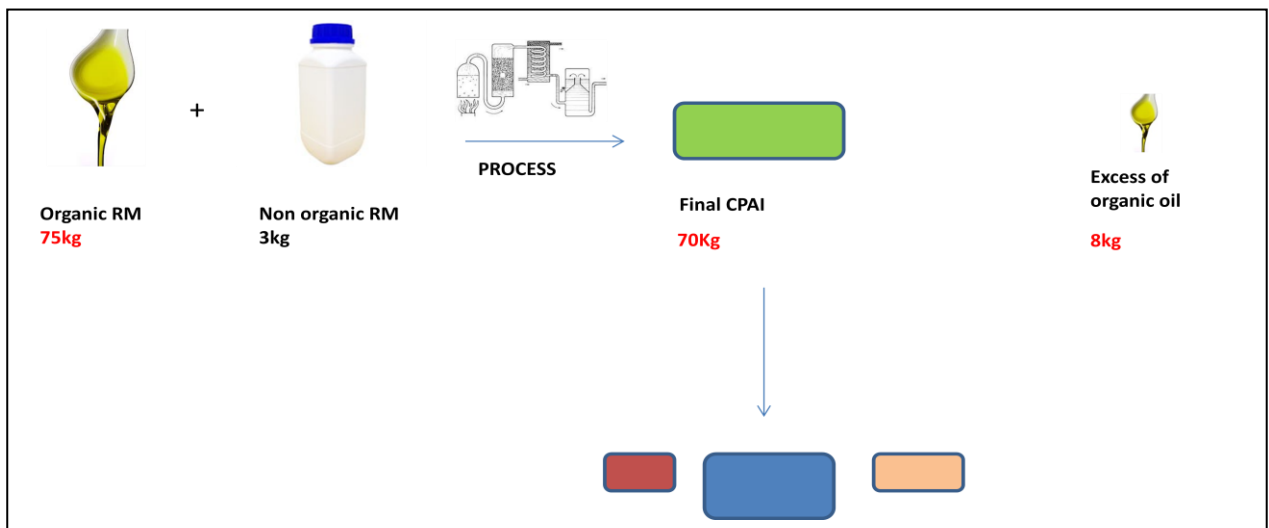 +
PROCESS
Organic RM
75kg
Non organic RM
3kg
Final CPAI
70Kg
Excess of
organic oil
8kg